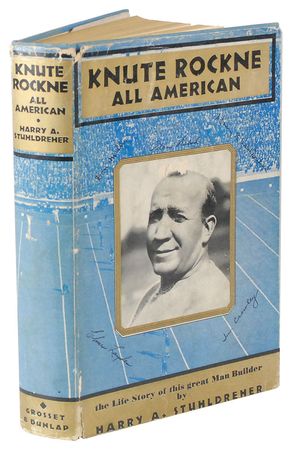 KNUTE
ROCKNE
ALL
AMERICAN
HARRY A.
STUHLDREHER
GROSSET
& DUNLAP
KNUTE ROCKNE
ALL AMERICAN
the Life Story of this great Man Builder
by
HARRY A. STUHLDREHER